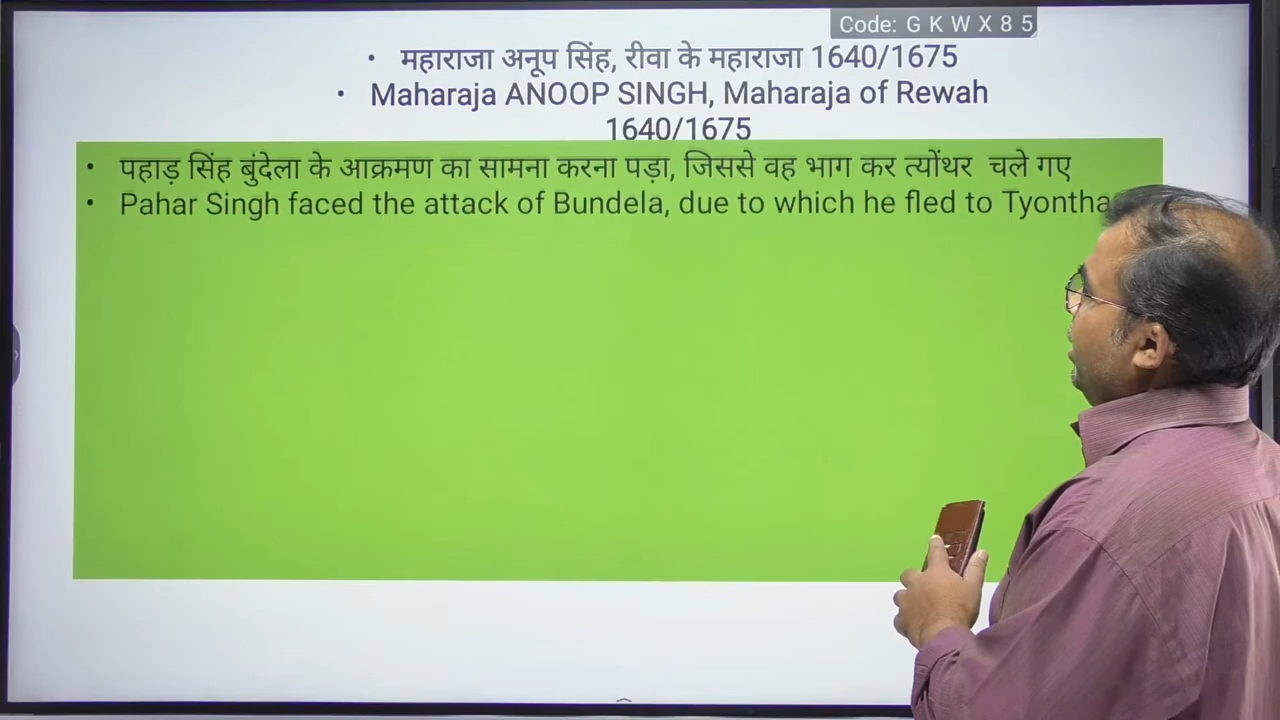 Code: G K W X 8 5
• महाराजा अनूप सिंह, रीवा के महाराजा 1640/1675
• Maharaja ANOOP SINGH, Maharaja of Rewah
1640/1675
• पहाड़ सिंह बुंदेला के आक्रमण का सामना करना पड़ा, जिससे वह भाग कर त्योंथर चले गए
• Pahar Singh faced the attack of Bundela, due to which he fled to